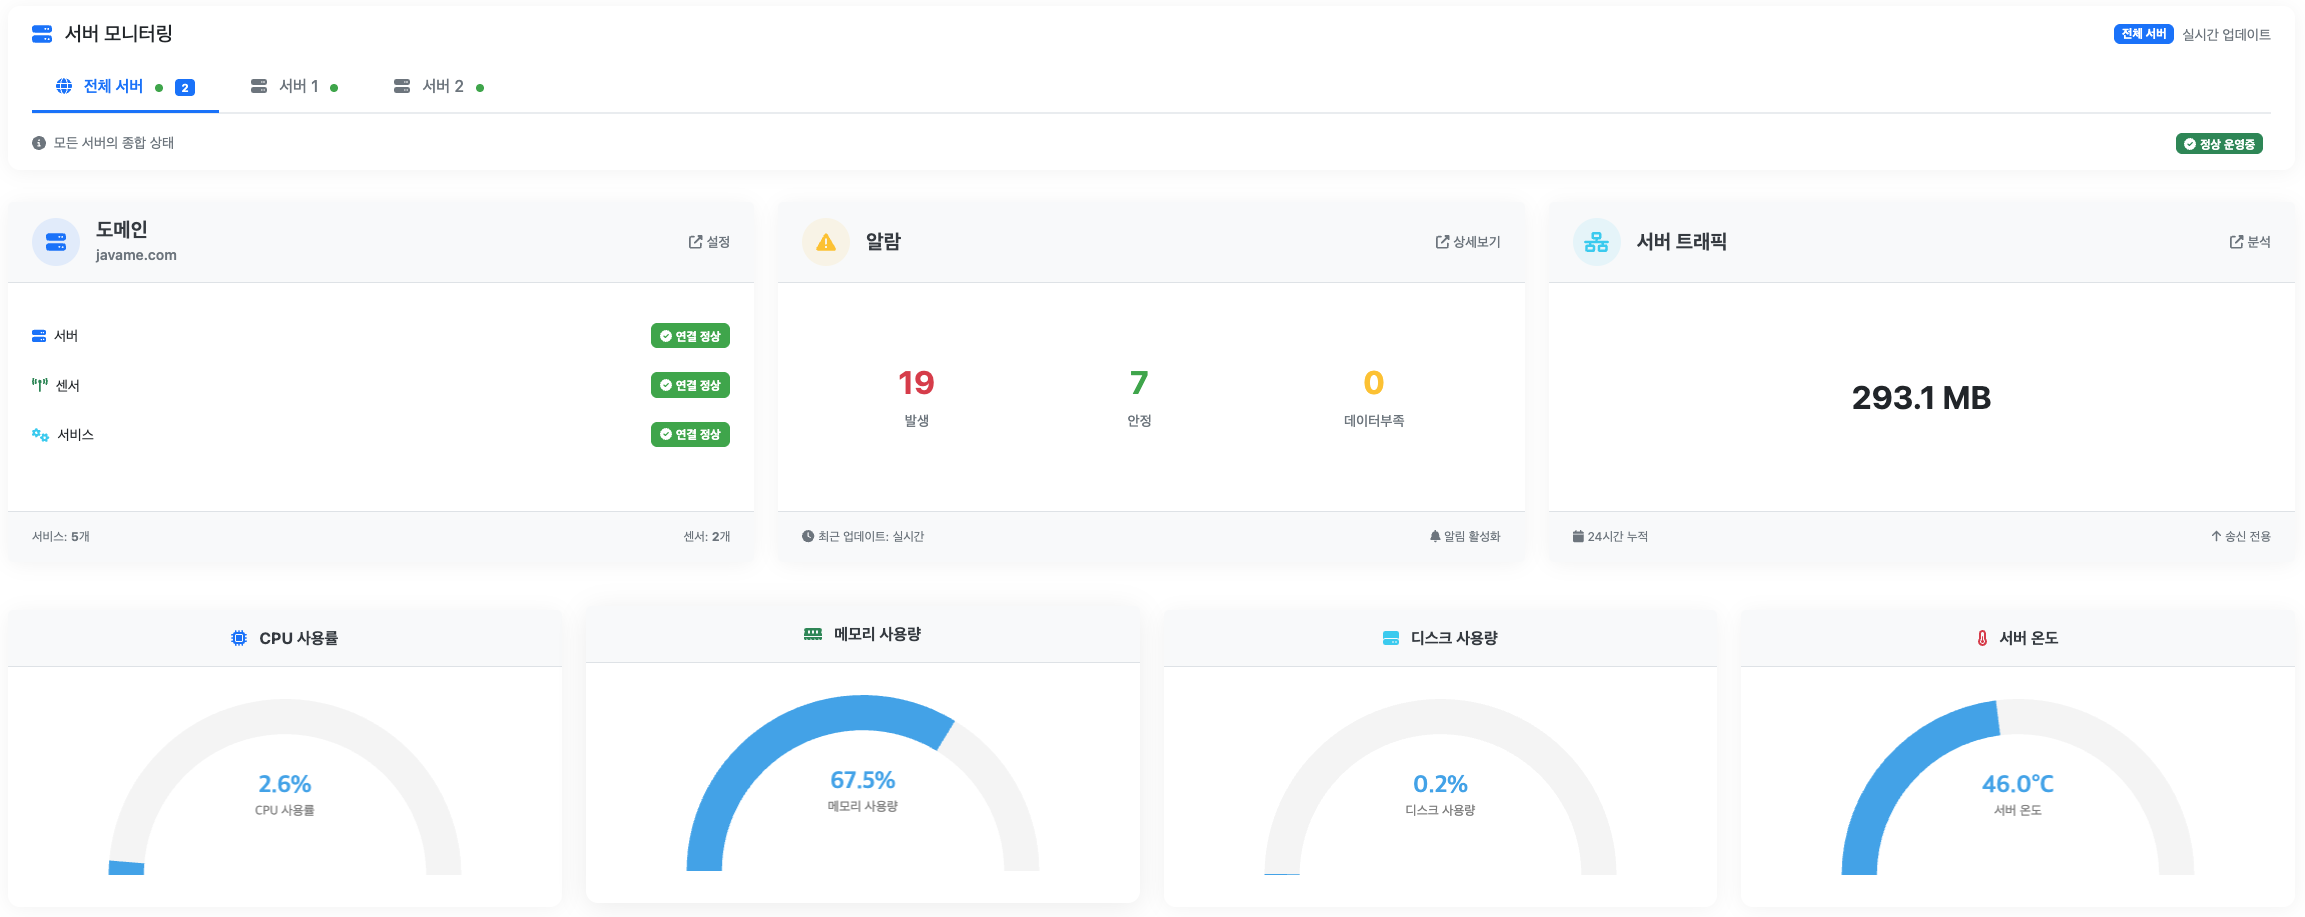 서버 모니터링
전체 서버 실시간 업데이트
전체 서버 2 서버 1 서버 2
모든 서버의 종합 상태
정상 운영중
도메인
javame.com
설정
서버 연결 정상
센서 연결 정상
서비스 연결 정상
서비스: 5개 센서: 2개
알람
상세보기
19 7 0
발생 안정 데이터부족
최근 업데이트: 실시간 알림 활성화
서버 트래픽
분석
293.1 MB
24시간 누적 송신 전용
CPU 사용률
2.6%
CPU 사용률
메모리 사용량
67.5%
메모리 사용량
디스크 사용량
0.2%
디스크 사용량
서버 온도
46.0°C
서버 온도